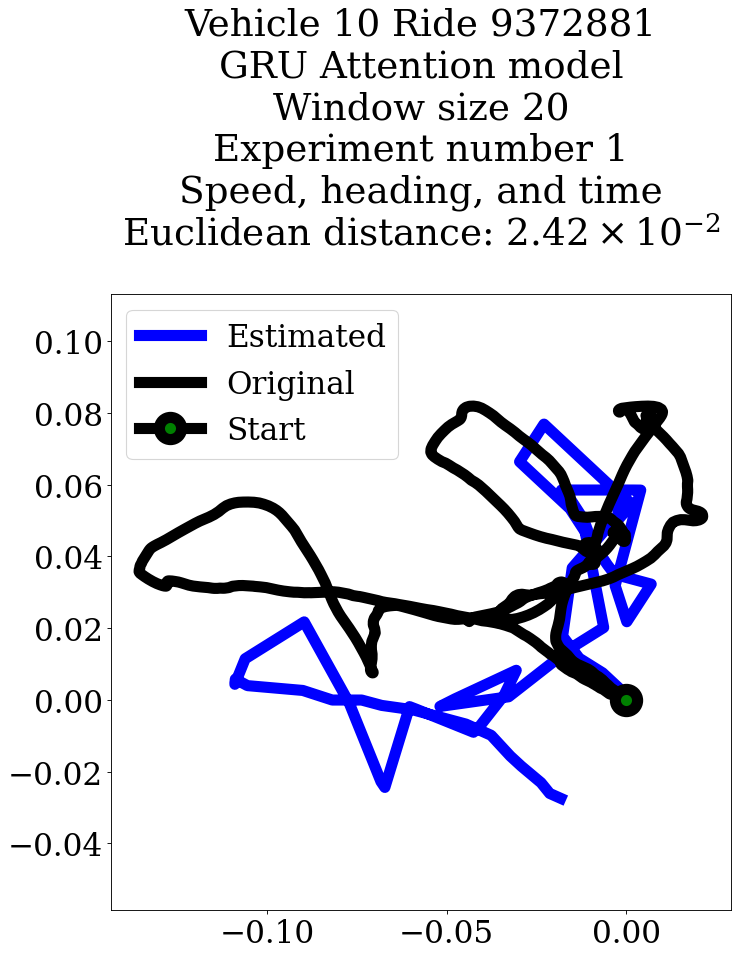 Vehicle 10 Ride 9372881
GRU Attention model
Window size 20
Experiment number 1
Speed, heading, and time
Euclidean distance: 2.42 × 10⁻²
Estimated
Original
Start
0.10
0.08
0.06
0.04
0.02
0.00
−0.02
−0.04
−0.10
−0.05
0.00